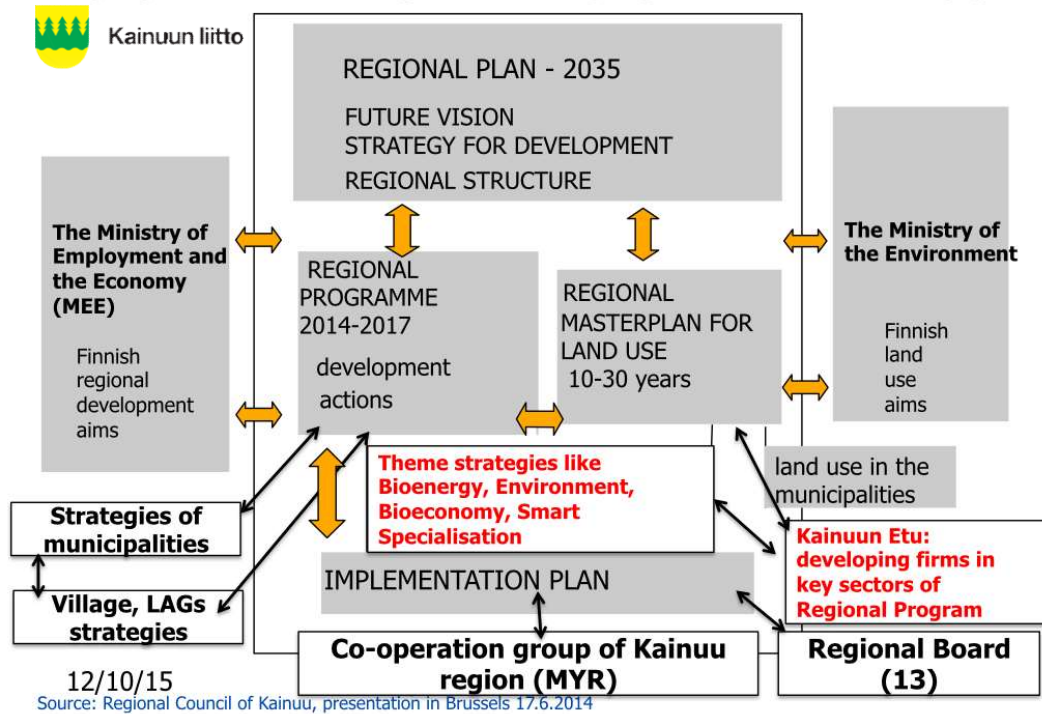 Kainuun liitto
REGIONAL PLAN - 2035
FUTURE VISION
STRATEGY FOR DEVELOPMENT
REGIONAL STRUCTURE
The Ministry of
Employment and
the Economy
(MEE)
Finnish
regional
development
aims
REGIONAL
PROGRAMME
2014-2017
development
actions
REGIONAL
MASTERPLAN FOR
LAND USE
10-30 years
The Ministry of
the Environment
Finnish
land
use
aims
Theme strategies like
Bioenergy, Environment,
Bioeconomy, Smart
Specialisation
land use in the
municipalities
Strategies of
municipalities
Village, LAGs
strategies
IMPLEMENTATION PLAN
Kainuun Etu:
developing firms in
key sectors of
Regional Program
Co-operation group of Kainuu
region (MYR)
Regional Board
(13)
12/10/15
Source: Regional Council of Kainuu, presentation in Brussels 17.6.2014